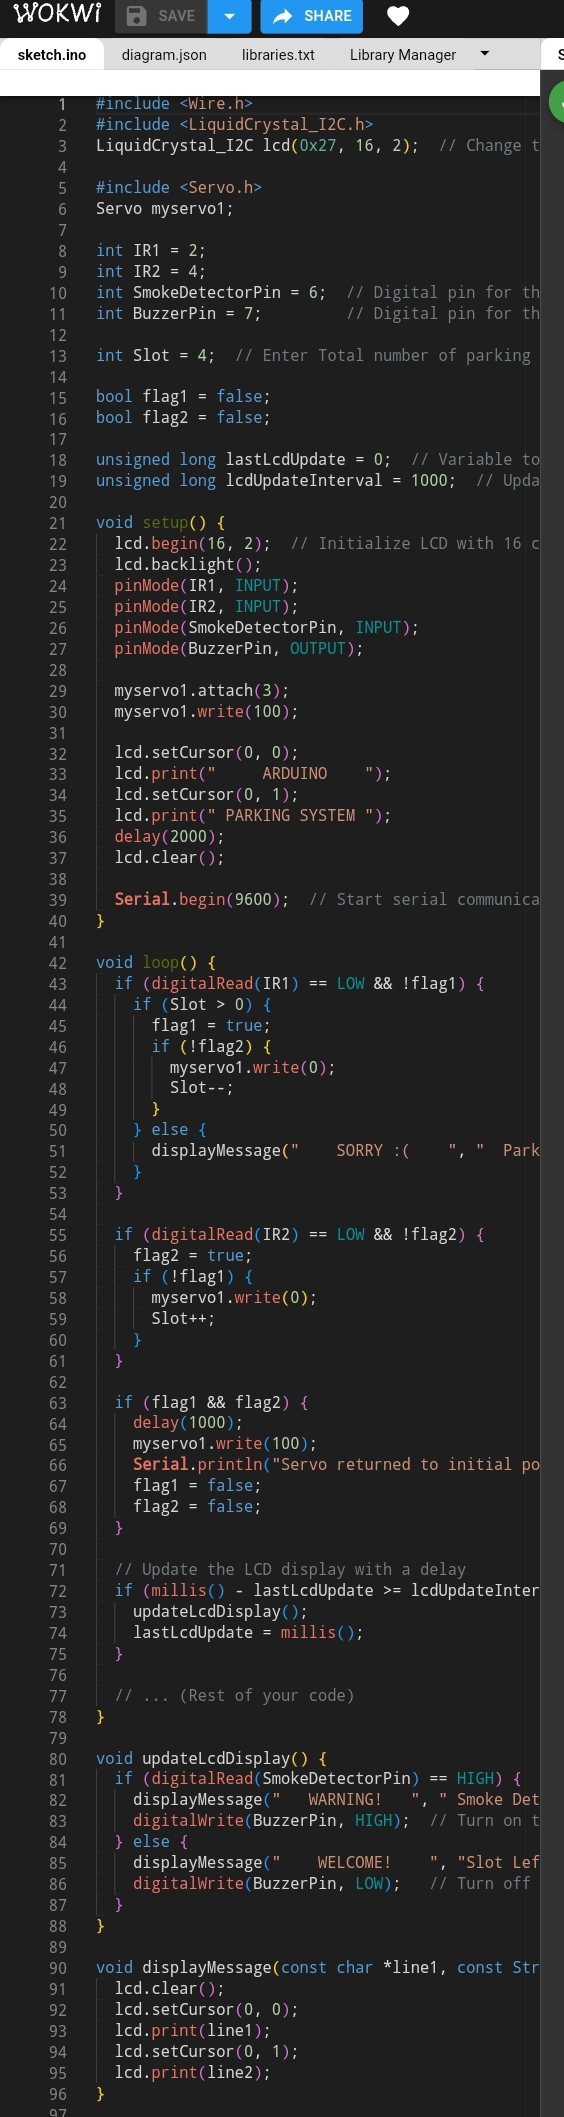 WOKWI
SAVE
SHARE
sketch.ino diagram.json libraries.txt Library Manager S
1 #include <Wire.h>
2 #include <LiquidCrystal_I2C.h>
3 LiquidCrystal_I2C lcd(0x27, 16, 2);  // Change t
4
5 #include <Servo.h>
6 Servo myservo1;
7
8 int IR1 = 2;
9 int IR2 = 4;
10 int SmokeDetectorPin = 6;  // Digital pin for th
11 int BuzzerPin = 7;         // Digital pin for th
12
13 int Slot = 4;  // Enter Total number of parking
14
15 bool flag1 = false;
16 bool flag2 = false;
17
18 unsigned long lastLcdUpdate = 0;  // Variable to
19 unsigned long lcdUpdateInterval = 1000;  // Upda
20
21 void setup() {
22   lcd.begin(16, 2);  // Initialize LCD with 16 c
23   lcd.backlight();
24   pinMode(IR1, INPUT);
25   pinMode(IR2, INPUT);
26   pinMode(SmokeDetectorPin, INPUT);
27   pinMode(BuzzerPin, OUTPUT);
28
29   myservo1.attach(3);
30   myservo1.write(100);
31
32   lcd.setCursor(0, 0);
33   lcd.print("     ARDUINO    ");
34   lcd.setCursor(0, 1);
35   lcd.print(" PARKING SYSTEM ");
36   delay(2000);
37   lcd.clear();
38
39   Serial.begin(9600);  // Start serial communica
40 }
41
42 void loop() {
43   if (digitalRead(IR1) == LOW && !flag1) {
44     if (Slot > 0) {
45       flag1 = true;
46       if (!flag2) {
47         myservo1.write(0);
48         Slot--;
49       }
50     } else {
51       displayMessage("    SORRY :(    ", "  Park
52     }
53   }
54
55   if (digitalRead(IR2) == LOW && !flag2) {
56     flag2 = true;
57     if (!flag1) {
58       myservo1.write(0);
59       Slot++;
60     }
61   }
62
63   if (flag1 && flag2) {
64     delay(1000);
65     myservo1.write(100);
66     Serial.println("Servo returned to initial po
67     flag1 = false;
68     flag2 = false;
69   }
70
71   // Update the LCD display with a delay
72   if (millis() - lastLcdUpdate >= lcdUpdateInter
73     updateLcdDisplay();
74     lastLcdUpdate = millis();
75   }
76
77   // ... (Rest of your code)
78 }
79
80 void updateLcdDisplay() {
81   if (digitalRead(SmokeDetectorPin) == HIGH) {
82     displayMessage("   WARNING!   ", " Smoke Det
83     digitalWrite(BuzzerPin, HIGH);  // Turn on t
84   } else {
85     displayMessage("    WELCOME!    ", "Slot Lef
86     digitalWrite(BuzzerPin, LOW);   // Turn off
87   }
88 }
89
90 void displayMessage(const char *line1, const Str
91   lcd.clear();
92   lcd.setCursor(0, 0);
93   lcd.print(line1);
94   lcd.setCursor(0, 1);
95   lcd.print(line2);
96 }
97